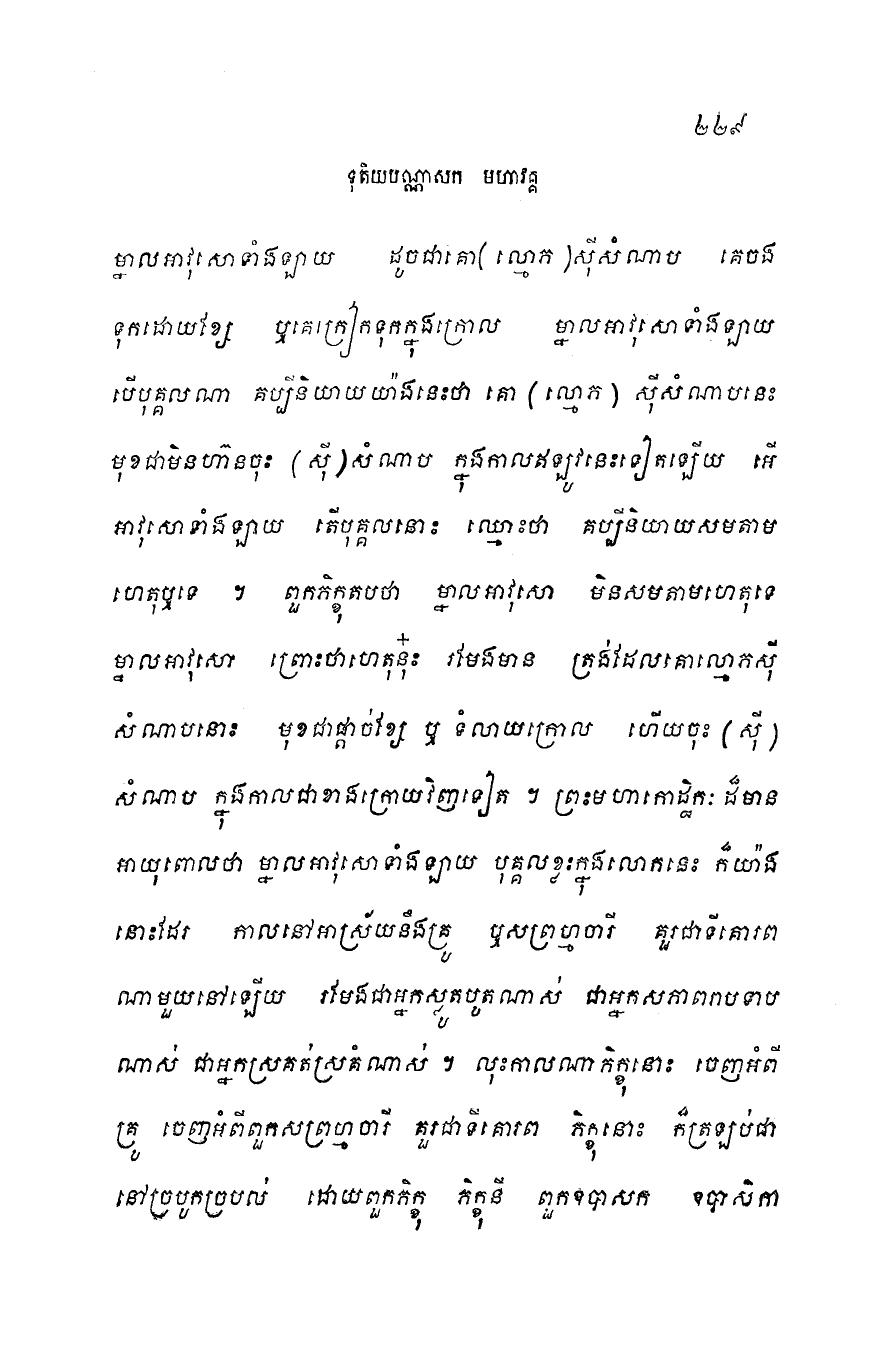 ២២៩
ទុតិយបណ្ណាសក មហាវគ្គ
ម្នាលអាវុសោទាំងឡាយ ដូចជាគោ( ល្មោភ )ស៊ីសំណាប គេចង
ទុកដោយខ្សែ ឬគេក្រៀកទុកក្នុងក្រោល ម្នាលអាវុសោទាំងឡាយ
បើបុគ្គលណា គប្បីនិយាយយ៉ាងនេះថា គោ ( ល្មោភ ) ស៊ីសំណាបនេះ
មុខជាមិនហ៊ានចុះ (ស៊ី)សំណាប ក្នុងកាលឥឡូវនេះទៀតឡើយ អើ
អាវុសោទាំងឡាយ តើបុគ្គលនោះ ឈ្មោះថា គប្បីនិយាយសមតាម
ហេតុឬទេ ។ ពួកភិក្ខុតបថា ម្នាលអាវុសោ មិនសមតាមហេតុទេ
ម្នាលអាវុសោ ព្រោះថាហេតុនុ៎ះ រមែងមាន ត្រង់ដែលគោល្មោភស៊ី
សំណាបនោះ មុខជាផ្តាច់ខ្សែ ឬ ទំលាយក្រោល ហើយចុះ (ស៊ី)
សំណាប ក្នុងកាលជាខាងក្រោយវិញទៀត ។ ព្រះមហាកោដ្ឋិកៈ ដ៏មាន
អាយុពោលថា ម្នាលអាវុសោទាំងឡាយ បុគ្គលខ្លះក្នុងលោកនេះ ក៏យ៉ាង
នោះដែរ កាលនៅអាស្រ័យនឹងគ្រូ ឬសព្រហ្មចារី គួរជាទីគោរព
ណាមួយនៅឡើយ រមែងជាអ្នកស្លូតបូតណាស់ ជាអ្នកសភាពរាបទាប
ណាស់ ជាអ្នកស្រគត់ស្រគំណាស់ ។ លុះកាលណាភិក្ខុនោះ ចេញអំពី
គ្រូ ចេញអំពីពួកសព្រហ្មចារី គួរជាទីគោរព ភិក្ខុនោះ ក៏ត្រឡប់ជា
នៅច្របូកច្របល់ ដោយពួកភិក្ខុ ភិក្ខុនី ពួកឧបាសក ឧបាសិកា